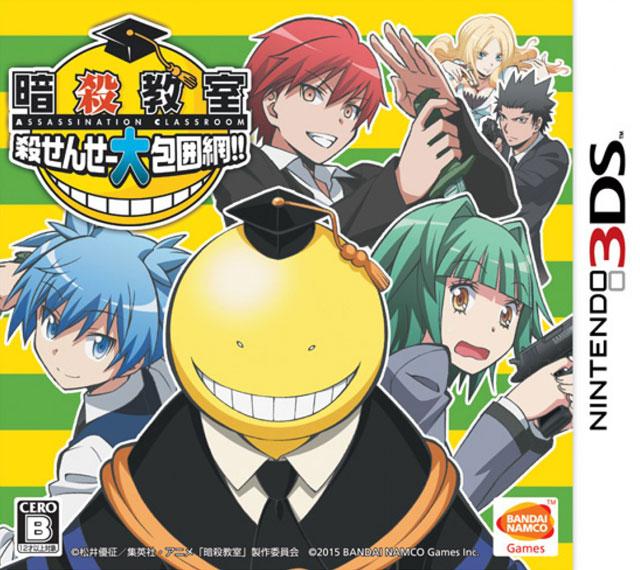 暗殺教室
ASSASSINATION CLASSROOM
殺せんせー大包囲網!!
NINTENDO 3DS™
CERO
B
12才以上対象
©松井優征／集英社・アニメ「暗殺教室」製作委員会 ©2015 BANDAI NAMCO Games Inc.
BANDAI
NAMCO
Games
™